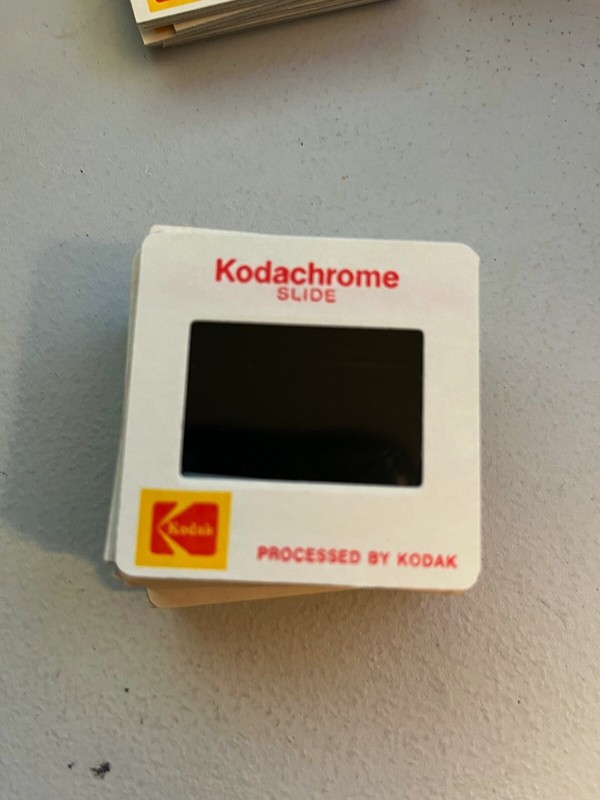 Kodachrome
SLIDE
Kodak
PROCESSED BY KODAK